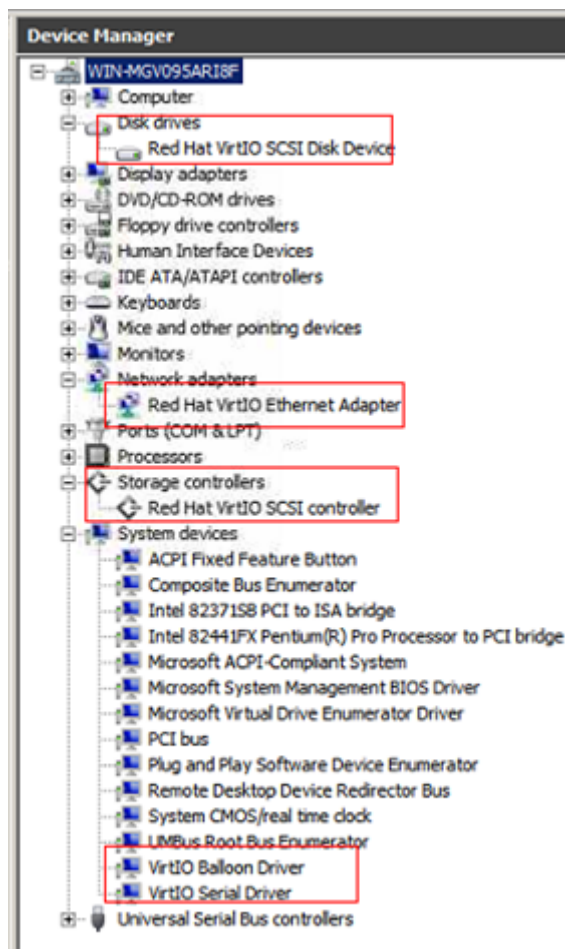 Device Manager
WIN-MGV095ARI8F
Computer
Disk drives
Red Hat VirtIO SCSI Disk Device
Display adapters
DVD/CD-ROM drives
Floppy drive controllers
Human Interface Devices
IDE ATA/ATAPI controllers
Keyboards
Mice and other pointing devices
Monitors
Network adapters
Red Hat VirtIO Ethernet Adapter
Ports (COM & LPT)
Processors
Storage controllers
Red Hat VirtIO SCSI controller
System devices
ACPI Fixed Feature Button
Composite Bus Enumerator
Intel 82371SB PCI to ISA bridge
Intel 82441FX Pentium(R) Pro Processor to PCI bridge
Microsoft ACPI-Compliant System
Microsoft System Management BIOS Driver
Microsoft Virtual Drive Enumerator Driver
PCI bus
Plug and Play Software Device Enumerator
Remote Desktop Device Redirector Bus
System CMOS/real time clock
UMBus Root Bus Enumerator
VirtIO Balloon Driver
VirtIO Serial Driver
Universal Serial Bus controllers